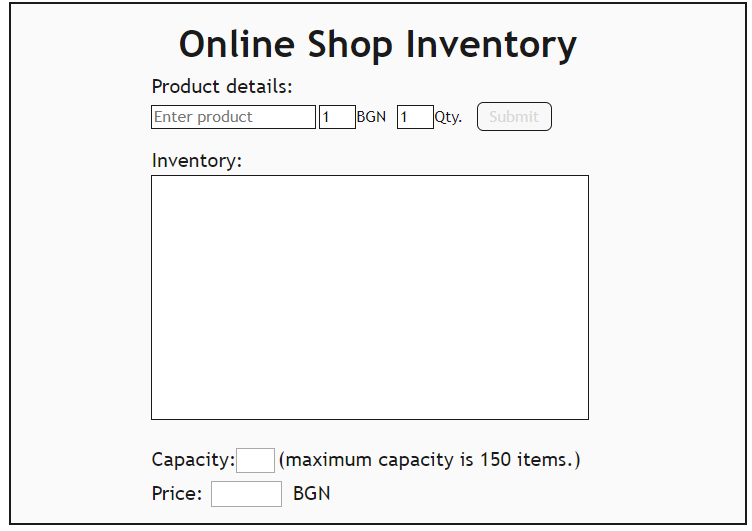 Online Shop Inventory
Product details:
Enter product 1 BGN 1 Qty. Submit
Inventory:
Capacity: (maximum capacity is 150 items.)
Price: BGN